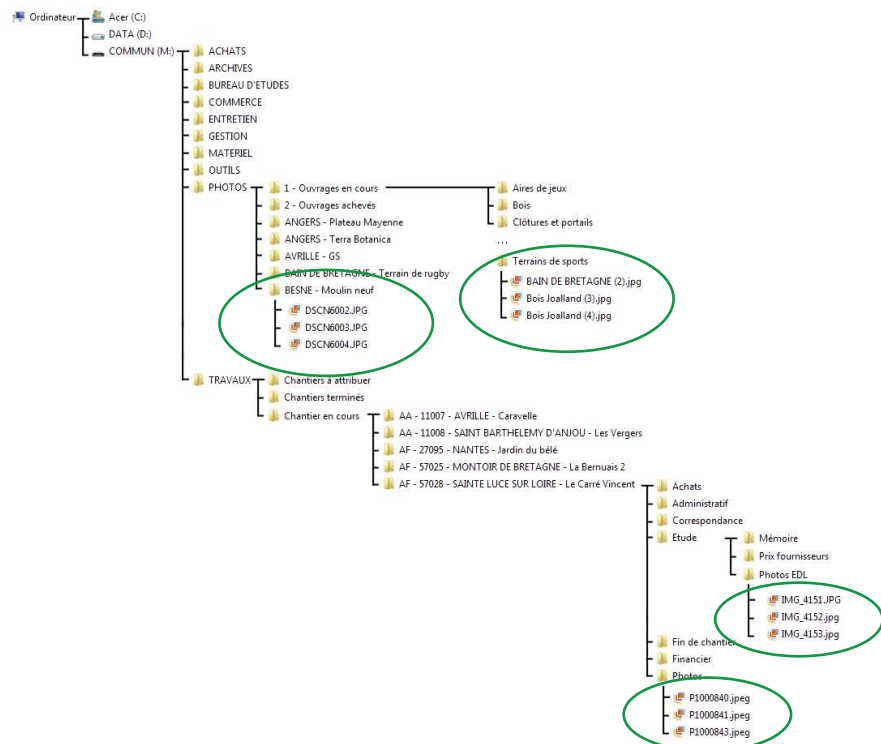 Ordinateur
Acer (C:)
DATA (D:)
COMMUN (M:)
ACHATS
ARCHIVES
BUREAU D'ETUDES
COMMERCE
ENTRETIEN
GESTION
MATERIEL
OUTILS
PHOTOS
1 - Ouvrages en cours
Aires de jeux
2 - Ouvrages achevés
Bois
ANGERS - Plateau Mayenne
Clôtures et portails
ANGERS - Terra Botanica
...
AVRILLE - GS
Terrains de sports
BAIN DE BRETAGNE - Terrain de rugby
BAIN DE BRETAGNE (2).jpg
BESNE - Moulin neuf
Bois Joalland (3).jpg
DSCN6002.JPG
Bois Joalland (4).jpg
DSCN6003.JPG
DSCN6004.JPG
TRAVAUX
Chantiers à attribuer
Chantiers terminés
Chantier en cours
AA - 11007 - AVRILLE - Caravelle
AA - 11008 - SAINT BARTHELEMY D'ANJOU - Les Vergers
AF - 27095 - NANTES - Jardin du bélé
AF - 57025 - MONTOIR DE BRETAGNE - La Bernuais 2
AF - 57028 - SAINTE LUCE SUR LOIRE - Le Carré Vincent
Achats
Administratif
Correspondance
Etude
Mémoire
Prix fournisseurs
Photos EDL
IMG_4151.JPG
IMG_4152.jpg
IMG_4153.jpg
Fin de chantier
Financier
Photos
P1000840.jpeg
P1000841.jpeg
P1000843.jpeg